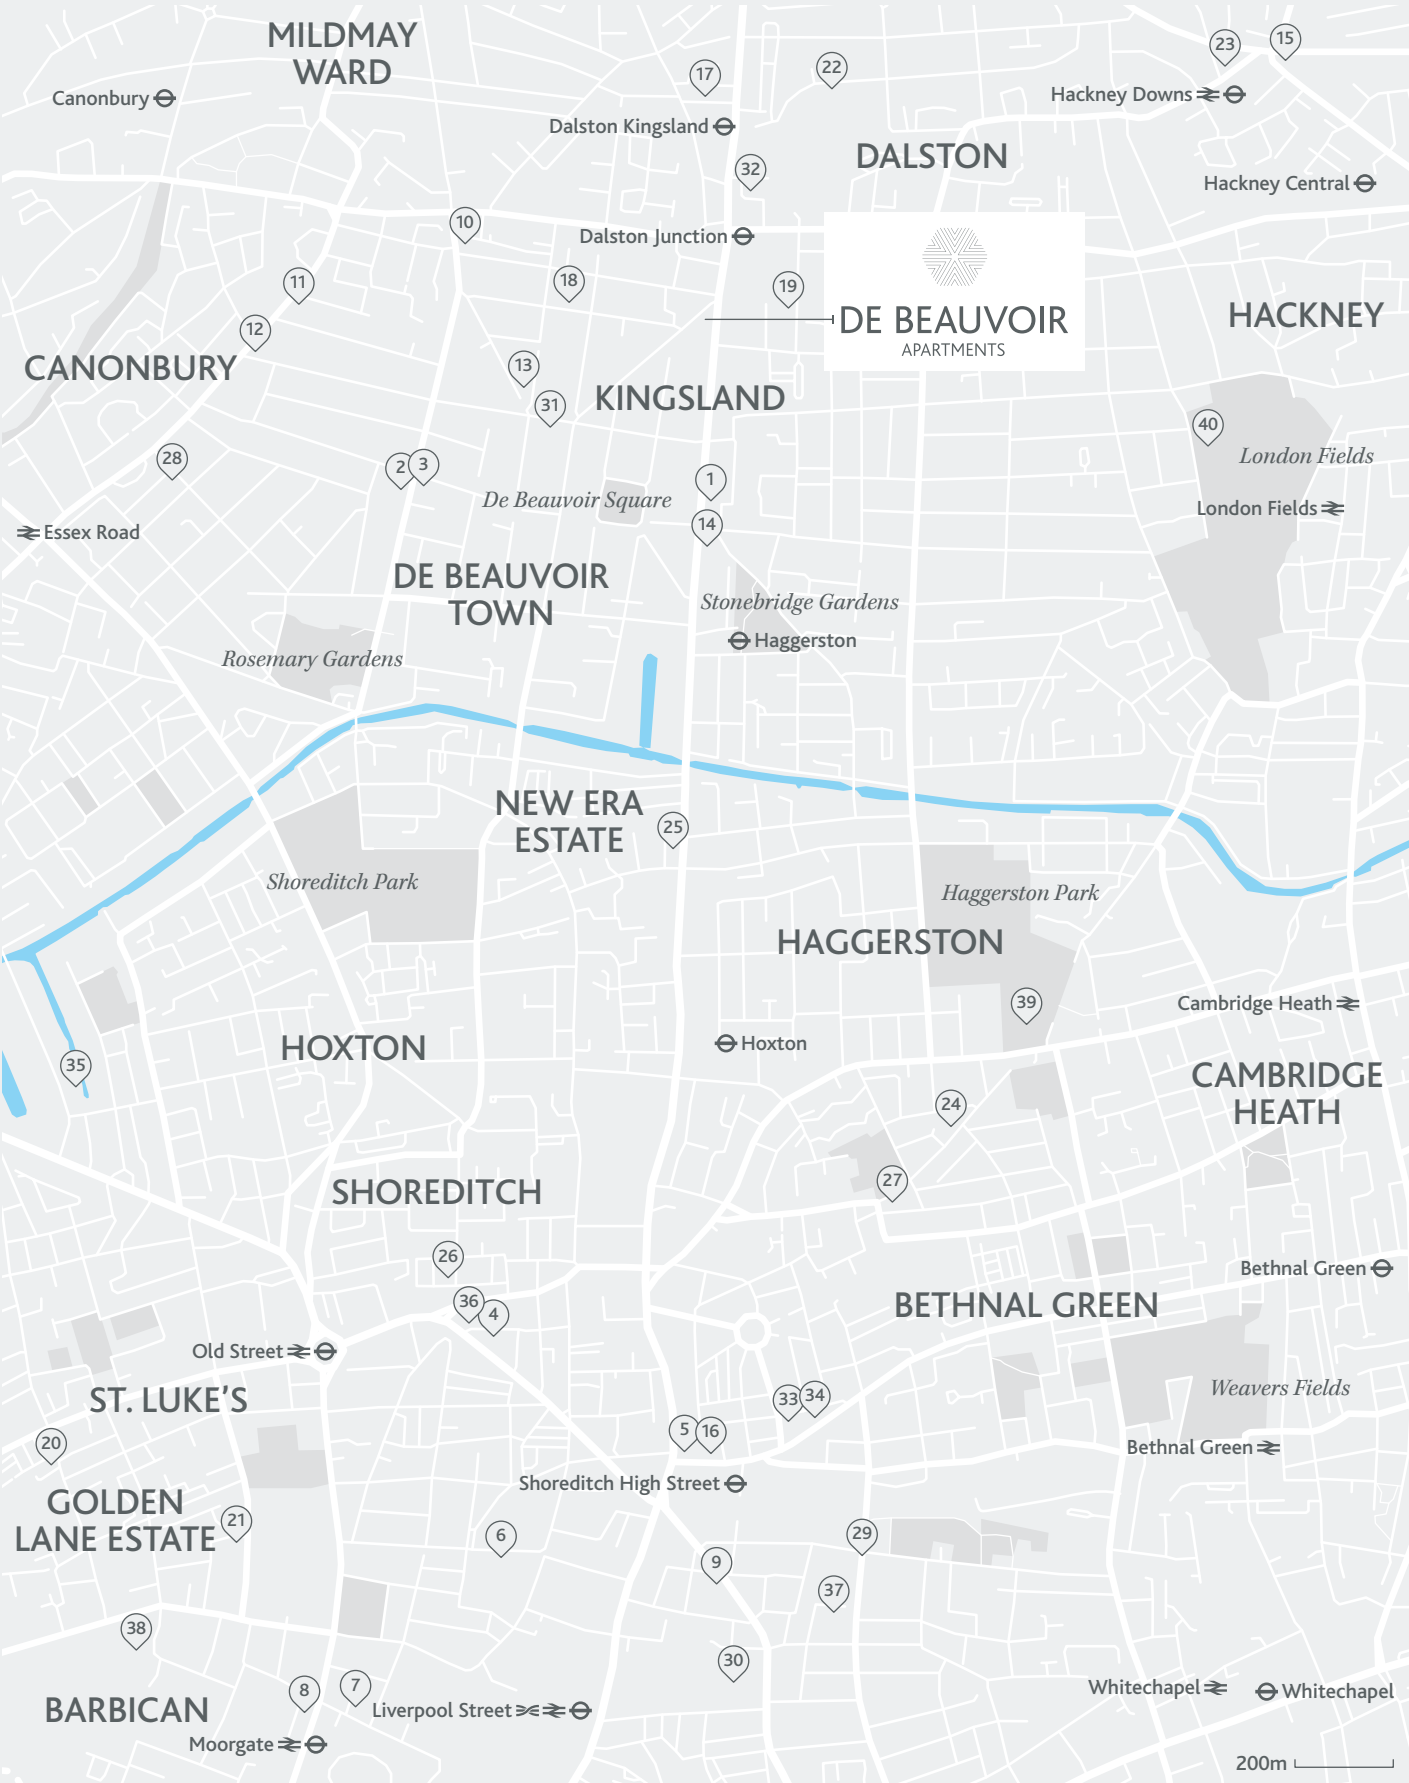 MILDMAY
WARD
23
15
17
22
Canonbury
Hackney Downs
Dalston Kingsland
DALSTON
32
Hackney Central
10
Dalston Junction
18
19
11
DE BEAUVOIR
APARTMENTS
HACKNEY
12
CANONBURY
13
KINGSLAND
31
40
London Fields
28
2
3
1
De Beauvoir Square
London Fields
14
Essex Road
DE BEAUVOIR
TOWN
Stonebridge Gardens
Haggerston
Rosemary Gardens
NEW ERA
ESTATE
25
Shoreditch Park
Haggerston Park
HAGGERSTON
39
Cambridge Heath
HOXTON
Hoxton
35
CAMBRIDGE
HEATH
24
27
SHOREDITCH
26
Bethnal Green
36
4
BETHNAL GREEN
Old Street
ST. LUKE'S
33
34
Weavers Fields
5
16
20
Bethnal Green
Shoreditch High Street
GOLDEN
LANE ESTATE
21
6
29
9
37
38
30
8
7
Whitechapel
Whitechapel
BARBICAN
Liverpool Street
Moorgate
200m